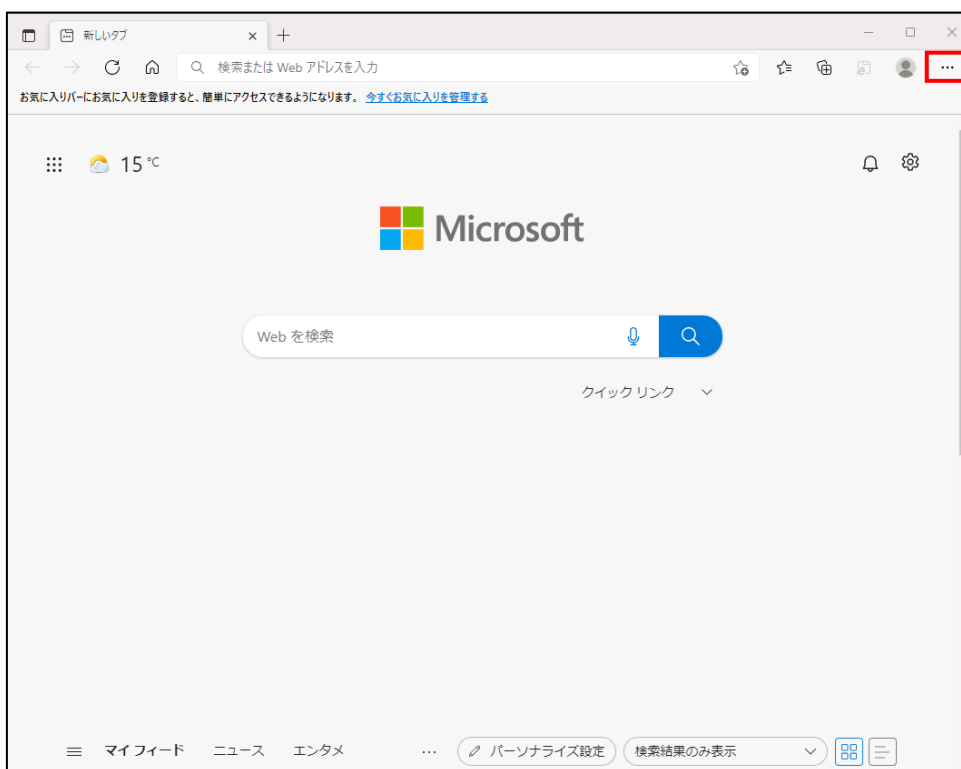 新しいタブ
検索または Web アドレスを入力
お気に入りバーにお気に入りを登録すると、簡単にアクセスできるようになります。 今すぐお気に入りを管理する
15 °C
Microsoft
Web を検索
クイック リンク
マイ フィード ニュース エンタメ ... パーソナライズ設定 検索結果のみ表示